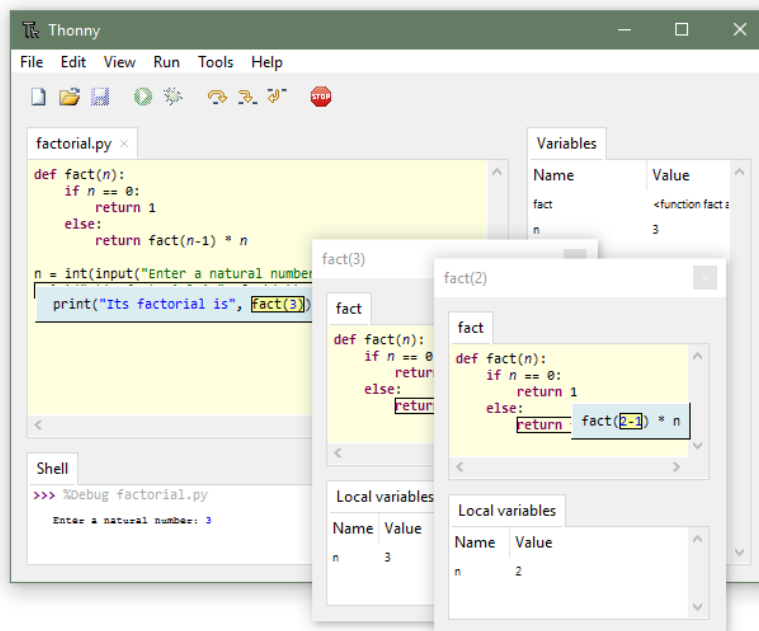 Thonny
File Edit View Run Tools Help
factorial.py
def fact(n):
if n == 0:
return 1
else:
return fact(n-1) * n
n = int(input("Enter a natural number
print("Its factorial is", fact(3))
Shell
>>> %Debug factorial.py
Enter a natural number: 3
Variables
Name Value
fact <function fact a
n 3
fact(3)
fact
def fact(n):
if n == 0
retur
else:
retur
Local variables
Name Value
n 3
fact(2)
fact
def fact(n):
if n == 0:
return 1
else:
return
fact(2-1) * n
Local variables
Name Value
n 2